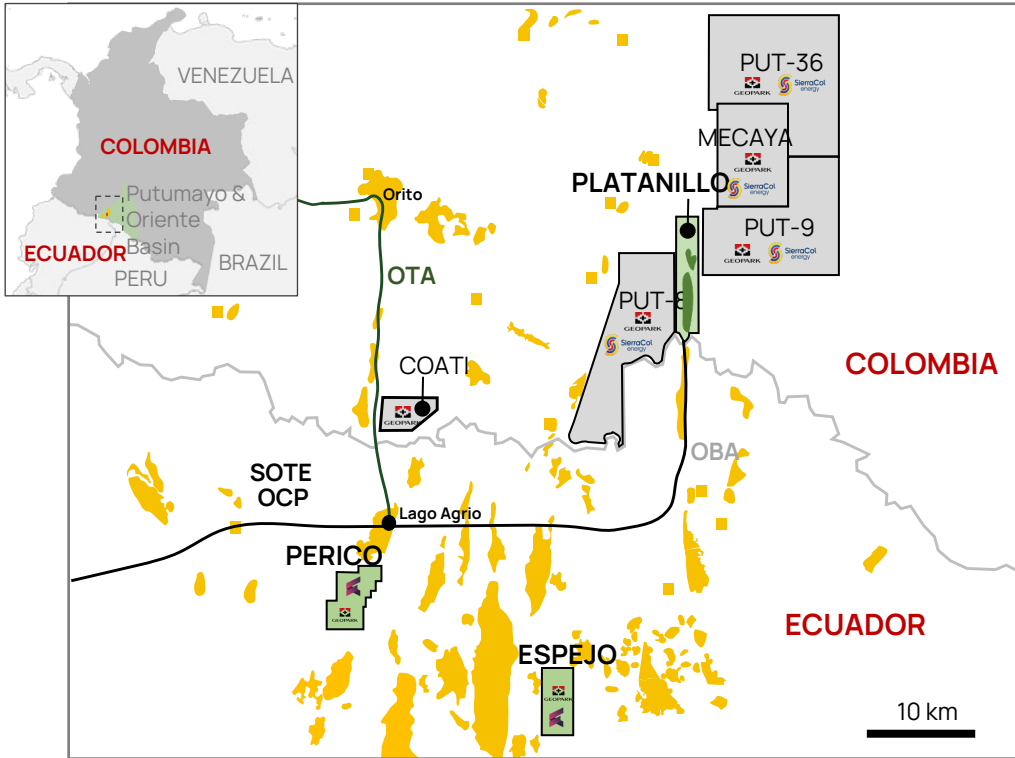 VENEZUELA
COLOMBIA
Putumayo &
Oriente
Basin
ECUADOR
PERU
BRAZIL
PUT-36
GEOPARK
SierraCol
energy
MECAYA
GEOPARK
SierraCol
energy
PLATANILLO
PUT-9
GEOPARK
SierraCol
energy
Orito
OTA
PUT-8
GEOPARK
SierraCol
energy
COATI
GEOPARK
COLOMBIA
OBA
SOTE
OCP
Lago Agrio
PERICO
GEOPARK
ECUADOR
ESPEJO
GEOPARK
10 km